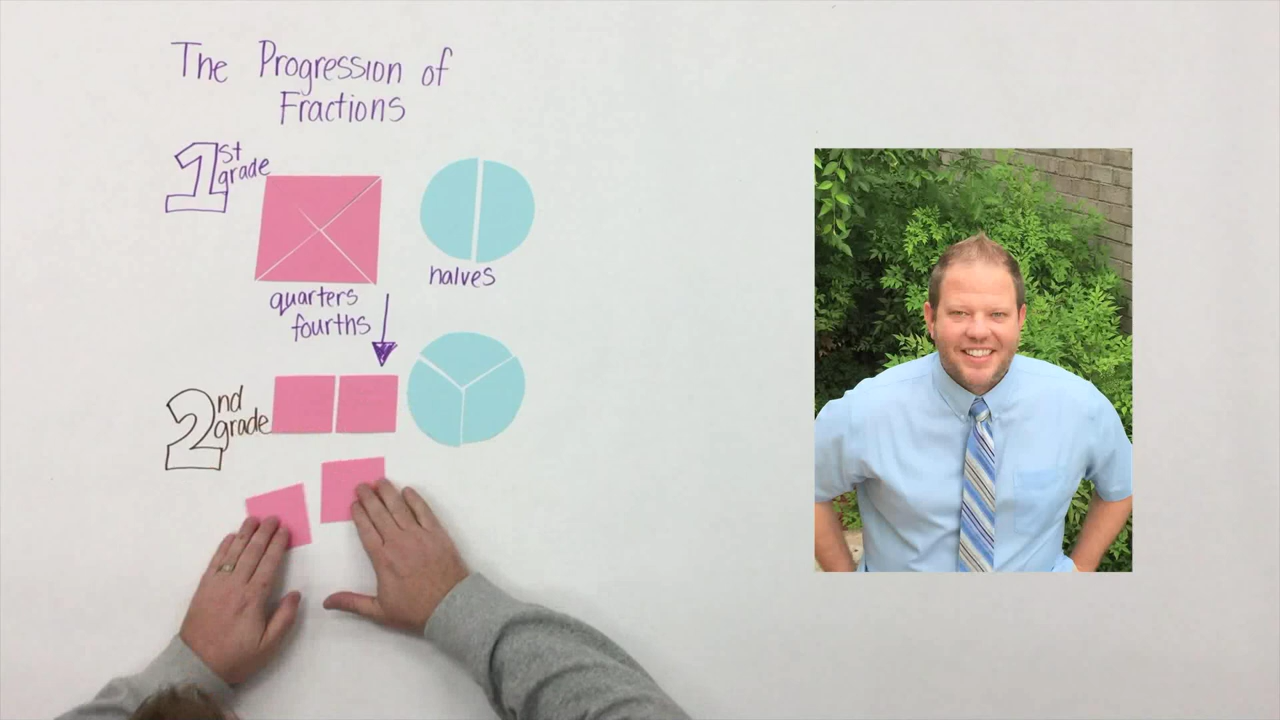 The Progression of
Fractions
1st
grade
halves
quarters
fourths
2nd
grade